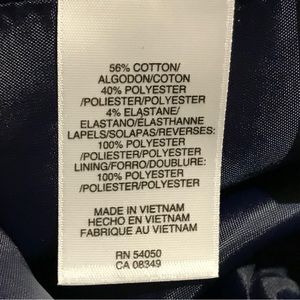 56% COTTON/
ALGODON/COTON
40% POLYESTER
/POLIESTER/POLYESTER
4% ELASTANE/
ELASTANO/ÉLASTHANNE
LAPELS/SOLAPAS/REVERSES:
100% POLYESTER
/POLIESTER/POLYESTER
LINING/FORRO/DOUBLURE:
100% POLYESTER
/POLIESTER/POLYESTER
MADE IN VIETNAM
HECHO EN VIETNAM
FABRIQUE AU VIETNAM
RN 54050
CA 08349